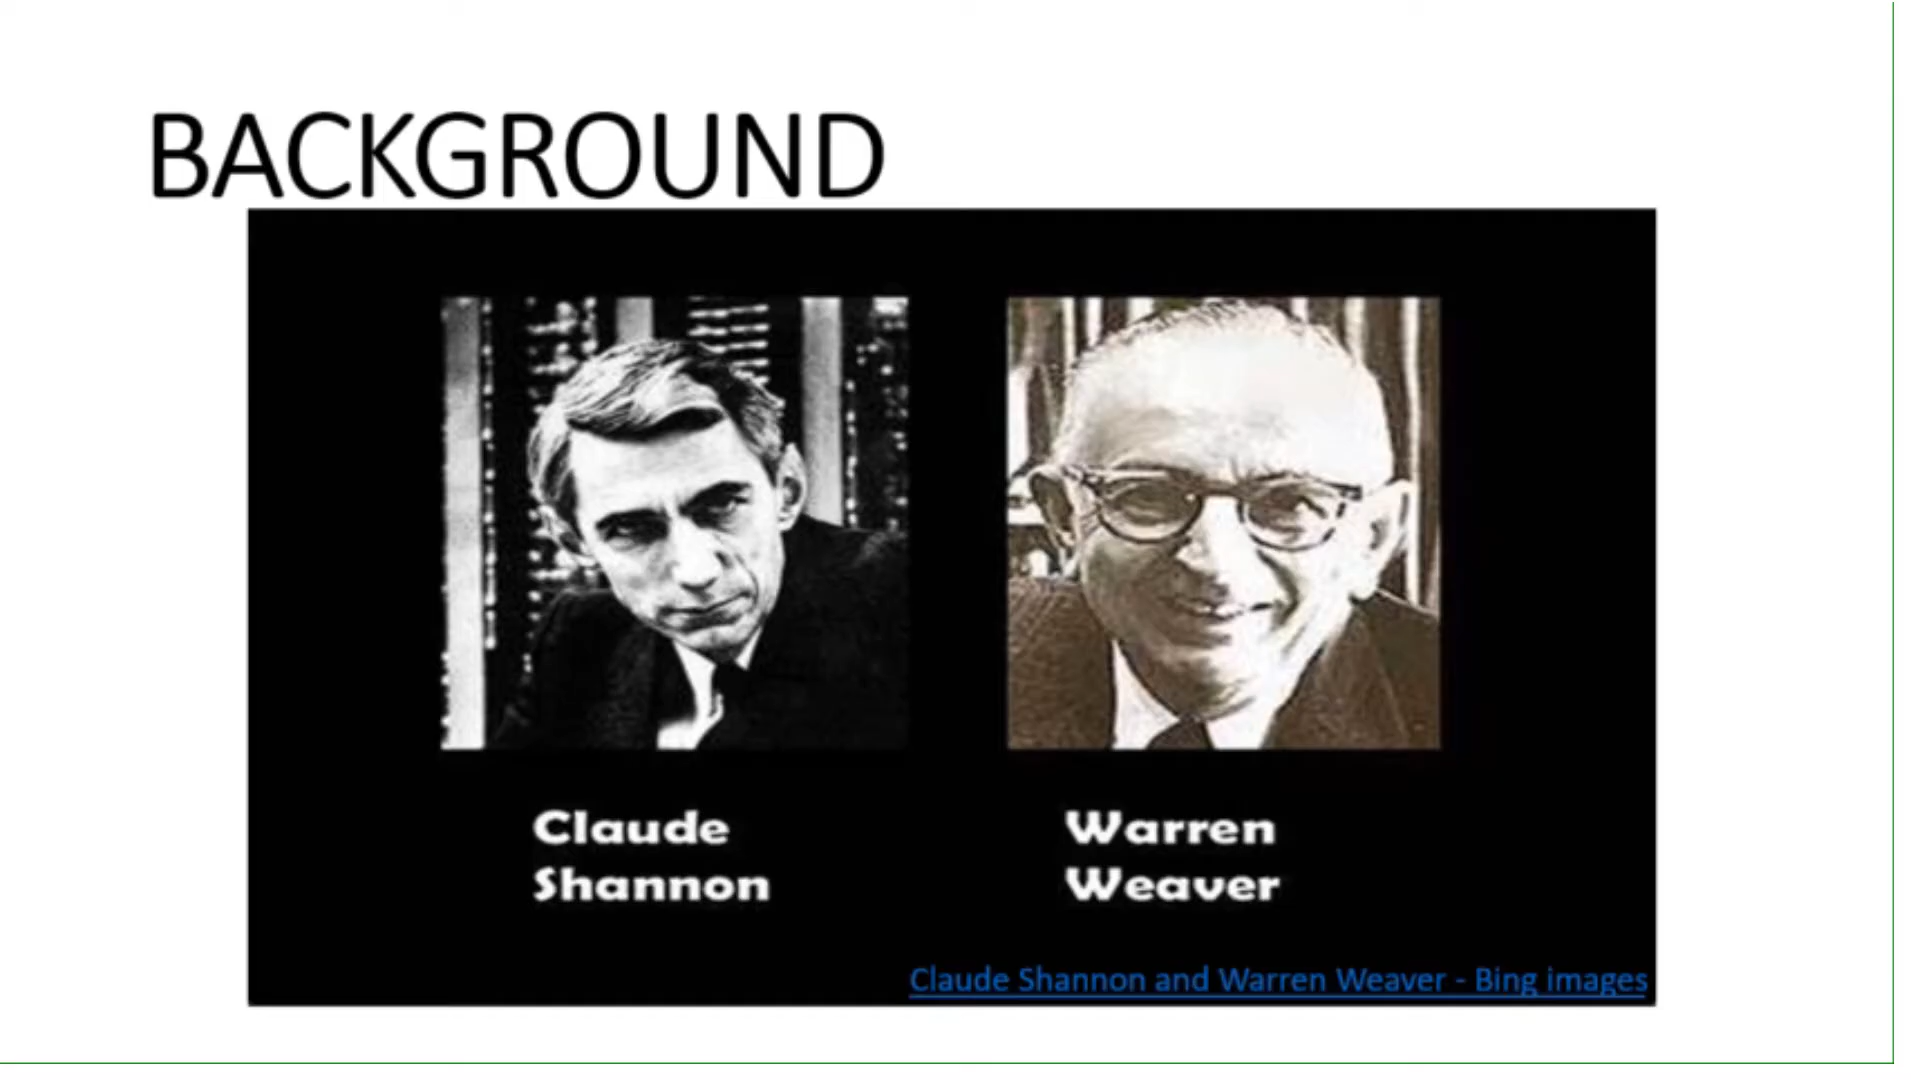 BACKGROUND
Claude
Shannon
Warren
Weaver
Claude Shannon and Warren Weaver - Bing images